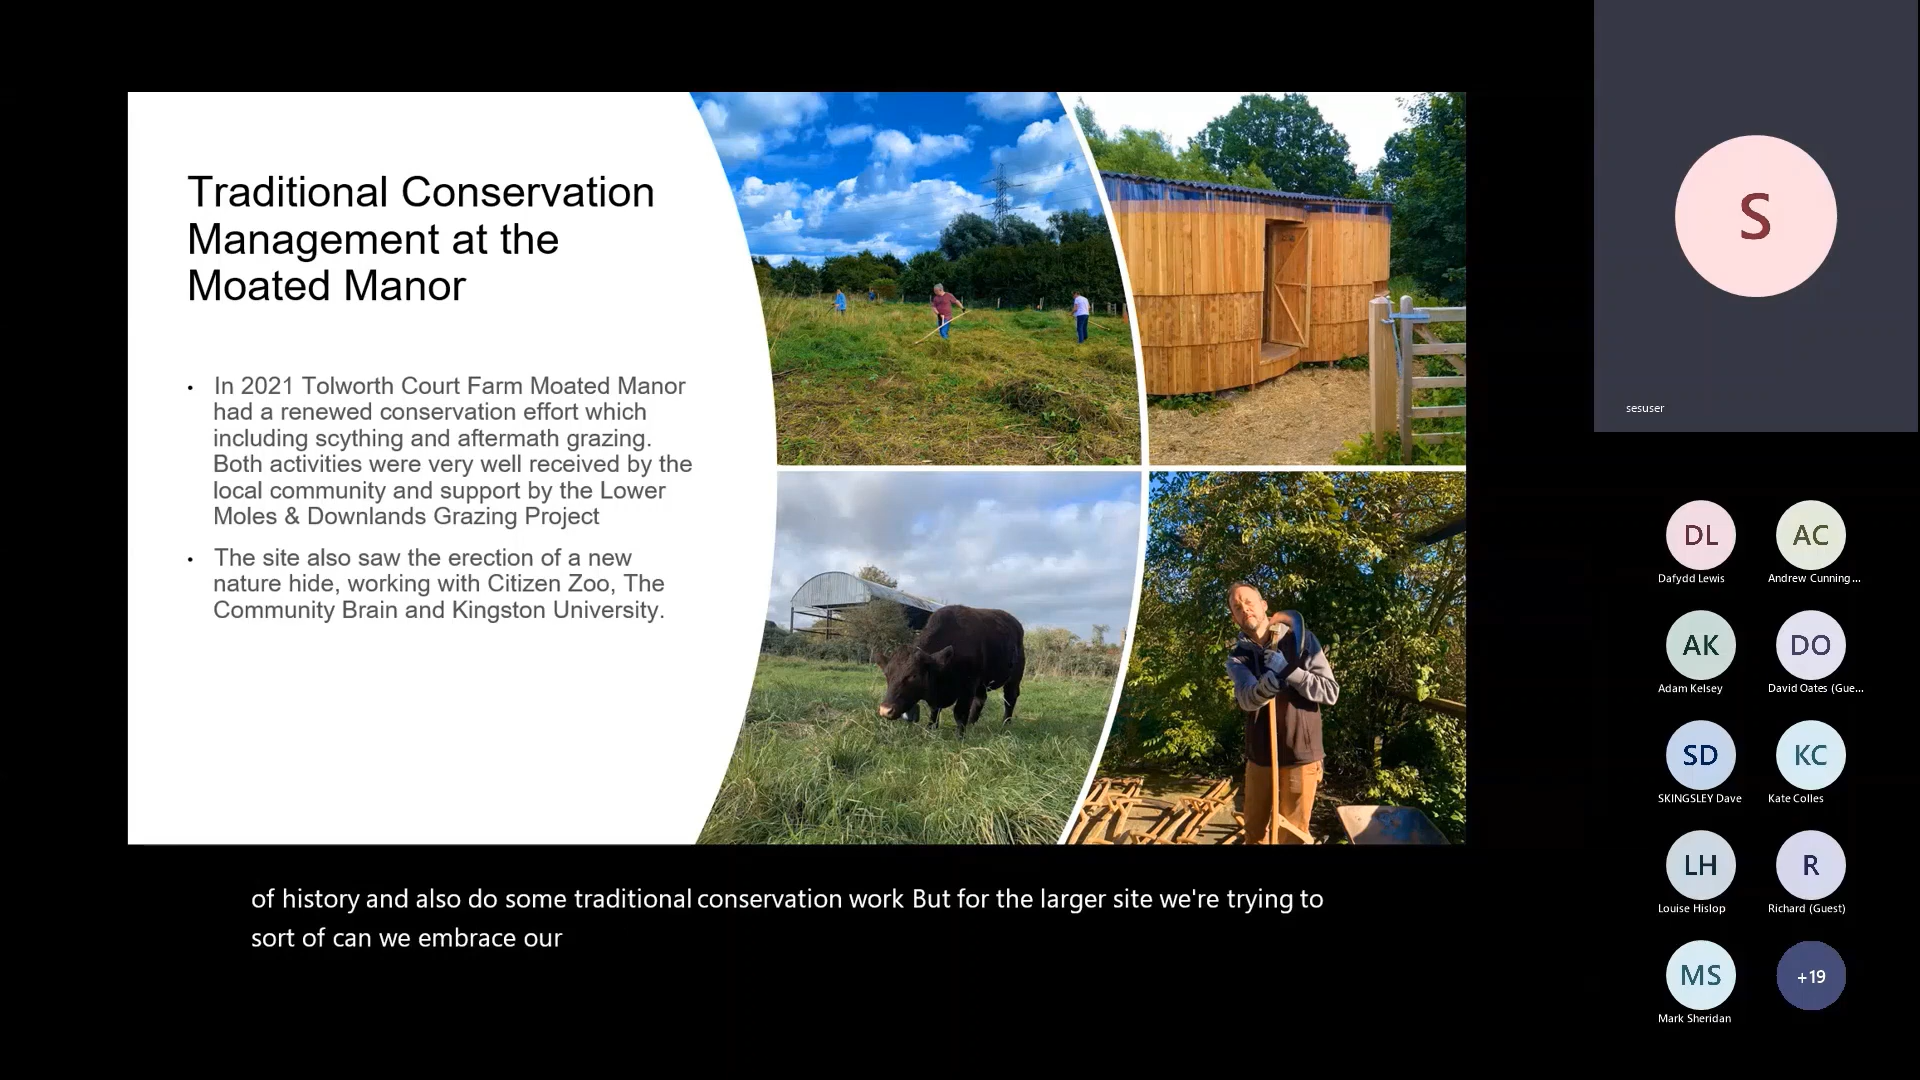 Traditional Conservation
Management at the
Moated Manor
• In 2021 Tolworth Court Farm Moated Manor
had a renewed conservation effort which
including scything and aftermath grazing.
Both activities were very well received by the
local community and support by the Lower
Moles & Downlands Grazing Project
• The site also saw the erection of a new
nature hide, working with Citizen Zoo, The
Community Brain and Kingston University.
of history and also do some traditional conservation work But for the larger site we're trying to
sort of can we embrace our
S
sesuser
DL
Dafydd Lewis
AC
Andrew Cunning...
AK
Adam Kelsey
DO
David Oates (Gue...
SD
SKINGSLEY Dave
KC
Kate Colles
LH
Louise Hislop
R
Richard (Guest)
MS
Mark Sheridan
+19